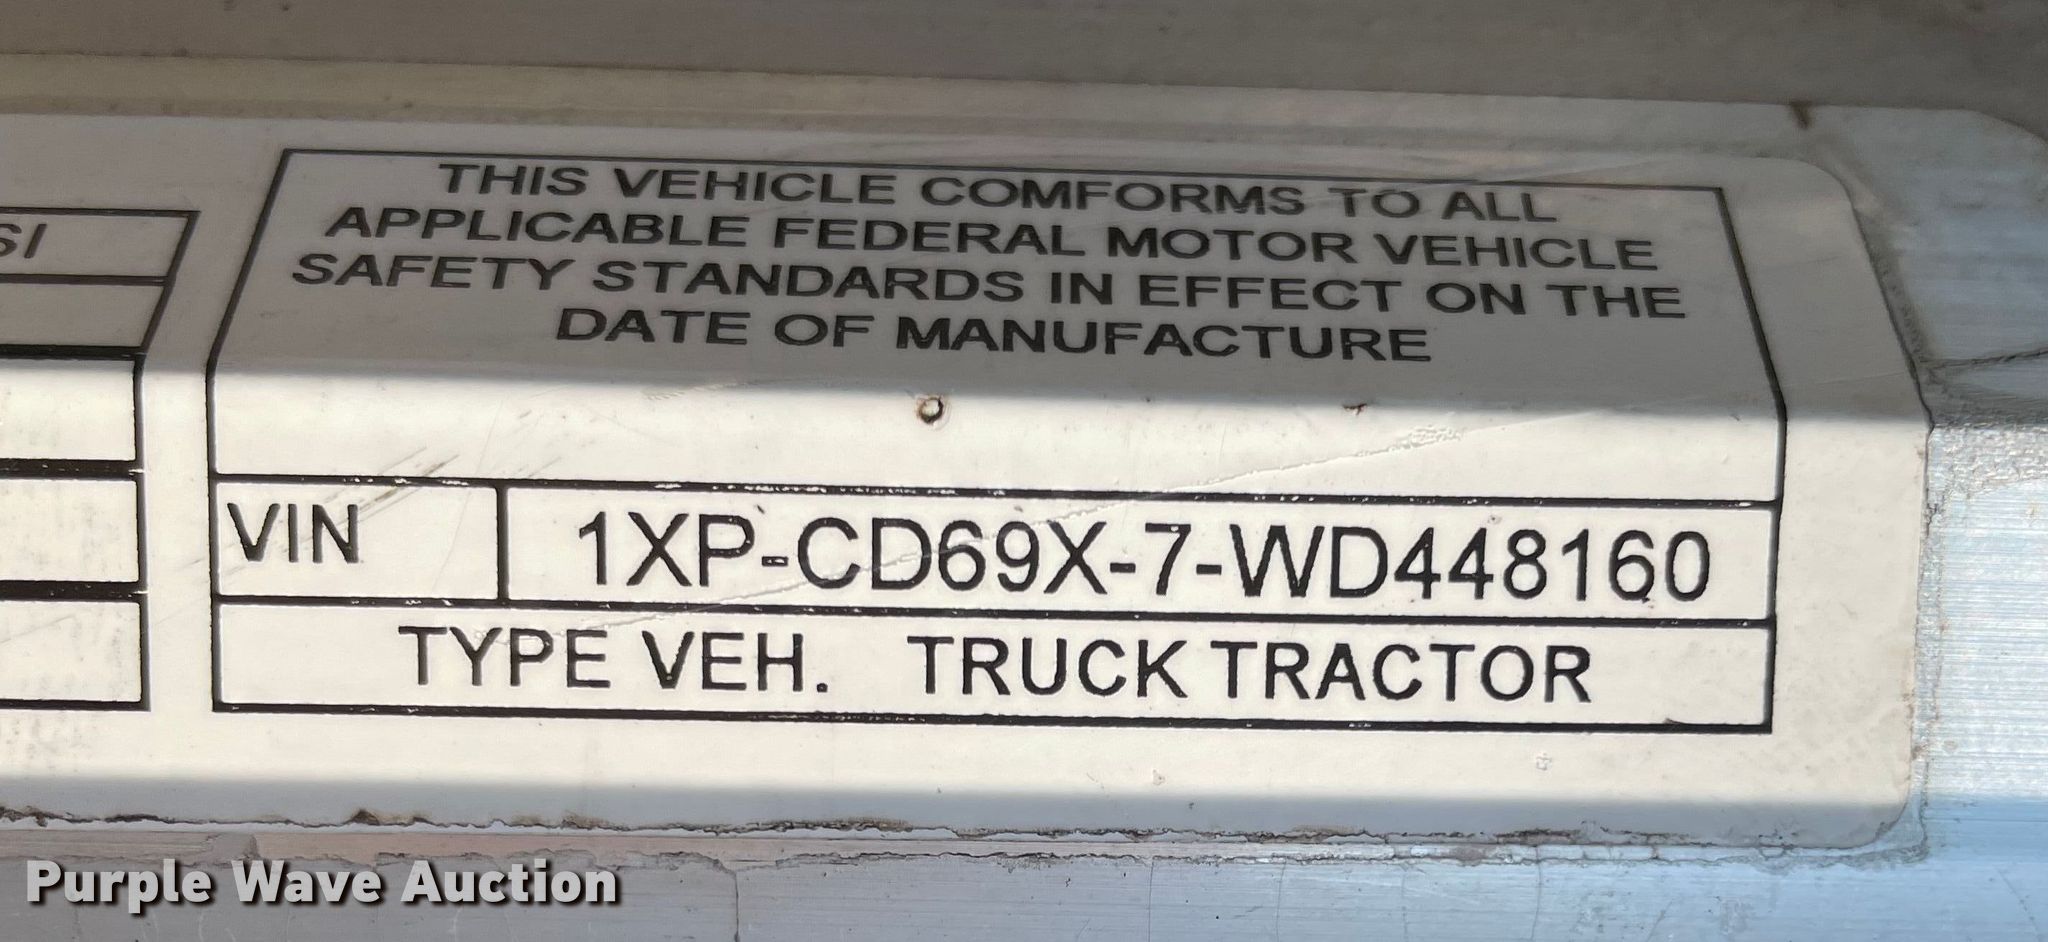 SI
THIS VEHICLE COMFORMS TO ALL
APPLICABLE FEDERAL MOTOR VEHICLE
SAFETY STANDARDS IN EFFECT ON THE
DATE OF MANUFACTURE
VIN 1XP-CD69X-7-WD448160
TYPE VEH. TRUCK TRACTOR
Purple Wave Auction